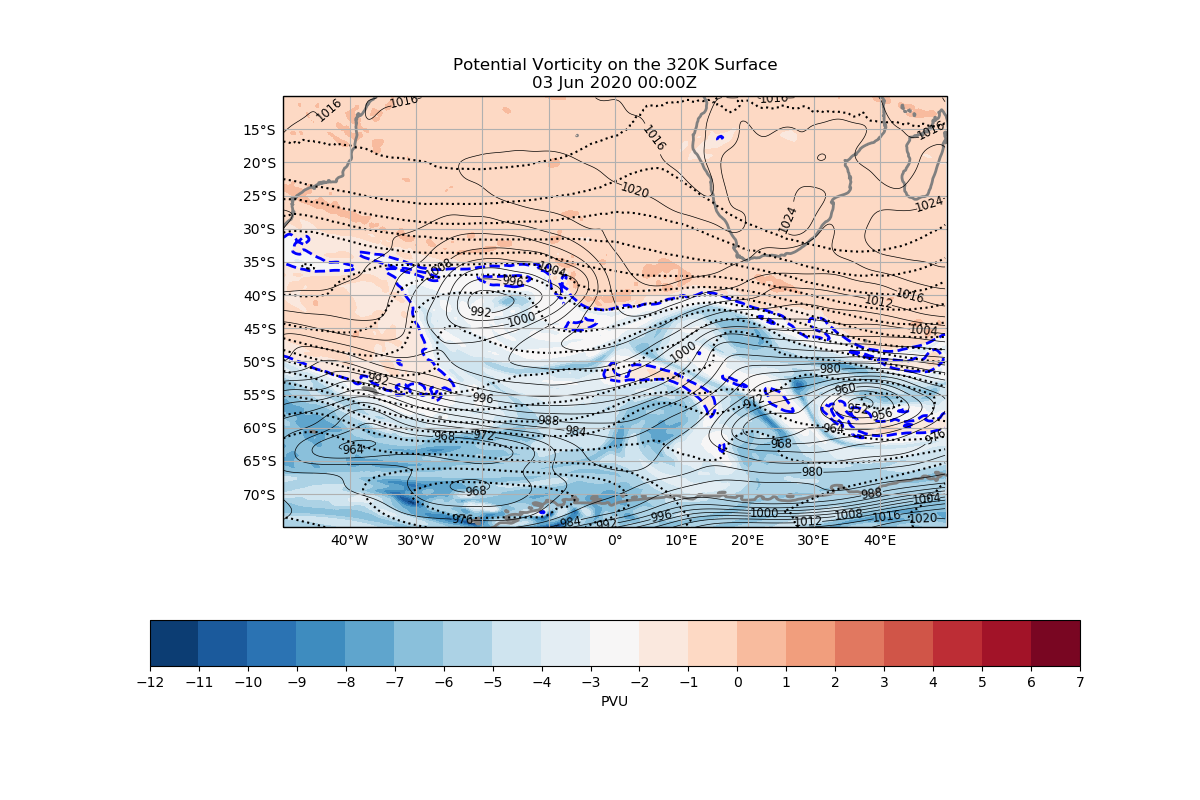 Potential Vorticity on the 320K Surface
03 Jun 2020 00:00Z
1016
1016
1016
15°S
1016
1016
20°S
1020
25°S
1024
1024
30°S
35°S
1008
1004
996
1016
40°S
1012
992
1000
45°S
1004
1000
50°S
980
992
55°S
996
972
960
952
956
988
60°S
984
964
968
972
976
964
968
65°S
980
968
988
70°S
1004
976
984
992
996
1000
1012
1008
1016
1020
40°W
30°W
20°W
10°W
0°
10°E
20°E
30°E
40°E
−12
−11
−10
−9
−8
−7
−6
−5
−4
−3
−2
−1
0
1
2
3
4
5
6
7
PVU